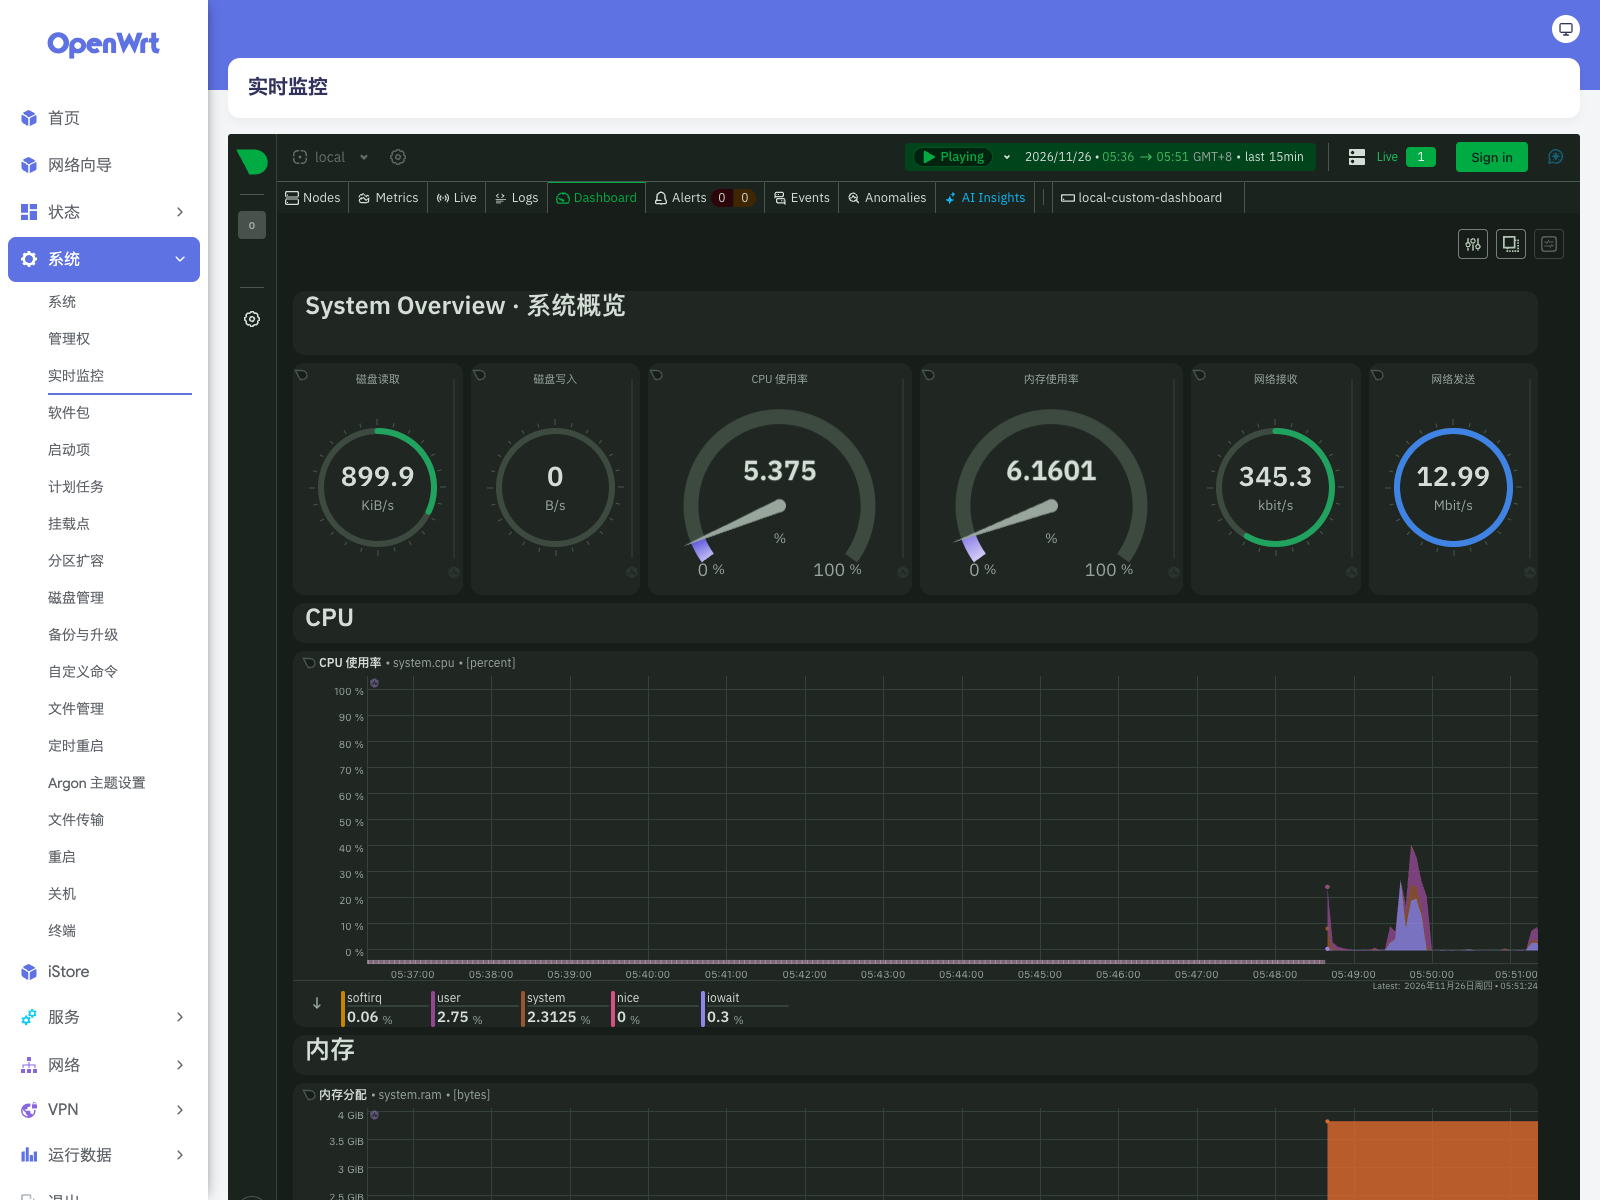 OpenWrt
首页
网络向导
状态
系统
系统
管理权
实时监控
软件包
启动项
计划任务
挂载点
分区扩容
磁盘管理
备份与升级
自定义命令
文件管理
定时重启
Argon 主题设置
文件传输
重启
关机
终端
iStore
服务
网络
VPN
运行数据
退出
实时监控
local
Playing
2026/11/26 • 05:36 → 05:51 GMT+8 • last 15min
Live
1
Sign in
0
Nodes
Metrics
Live
Logs
Dashboard
Alerts 0 0
Events
Anomalies
AI Insights
local-custom-dashboard
System Overview · 系统概览
磁盘读取
899.9
KiB/s
磁盘写入
0
B/s
CPU 使用率
5.375
%
0 %
100 %
内存使用率
6.1601
%
0 %
100 %
网络接收
345.3
kbit/s
网络发送
12.99
Mbit/s
CPU
CPU 使用率 • system.cpu • [percent]
100 %
90 %
80 %
70 %
60 %
50 %
40 %
30 %
20 %
10 %
0 %
05:37:00
05:38:00
05:39:00
05:40:00
05:41:00
05:42:00
05:43:00
05:44:00
05:45:00
05:46:00
05:47:00
05:48:00
05:49:00
05:50:00
05:51:00
Latest: 2026年11月26日周四 • 05:51:24
softirq
0.06 %
user
2.75 %
system
2.3125 %
nice
0 %
iowait
0.3 %
内存
内存分配 • system.ram • [bytes]
4 GiB
3.5 GiB
3 GiB
2.5 GiB